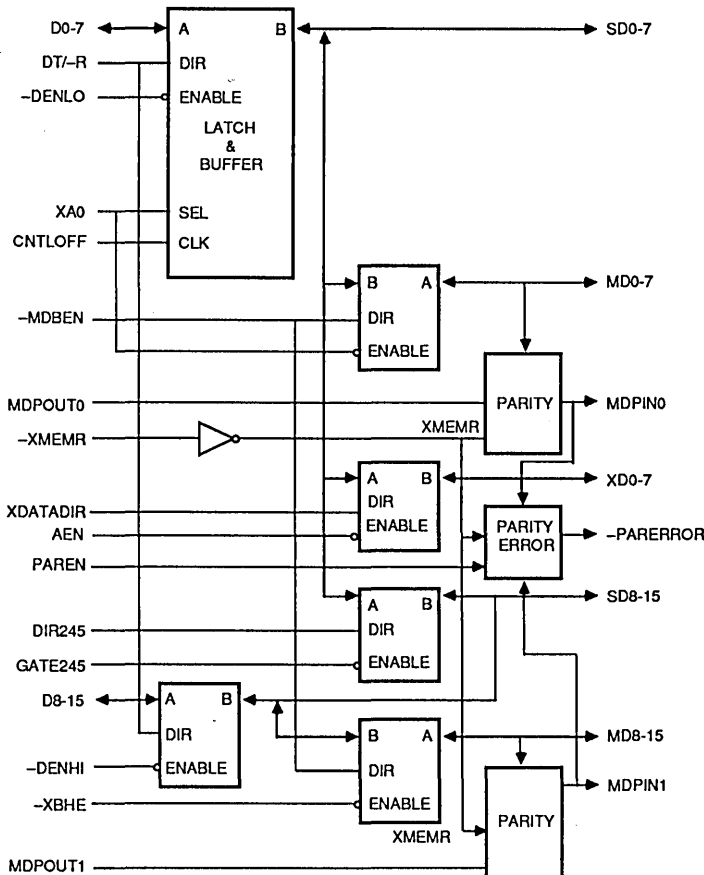 D0-7 A B SD0-7
DT/-R DIR
-DENLO ENABLE
LATCH
&
BUFFER
XA0 SEL
CNTLOFF CLK
B A MD0-7
-MDBEN DIR
ENABLE
MDPOUT0 PARITY MDPIN0
-XMEMR XMEMR
A B XD0-7
DIR
XDATADIR
ENABLE
AEN
PARITY
ERROR
-PARERROR
PAREN
A B SD8-15
DIR245 DIR
GATE245 ENABLE
D8-15 A B
DIR
B A MD8-15
-DENHI ENABLE
DIR
MDPIN1
-XBHE ENABLE
PARITY
XMEMR
MDPOUT1